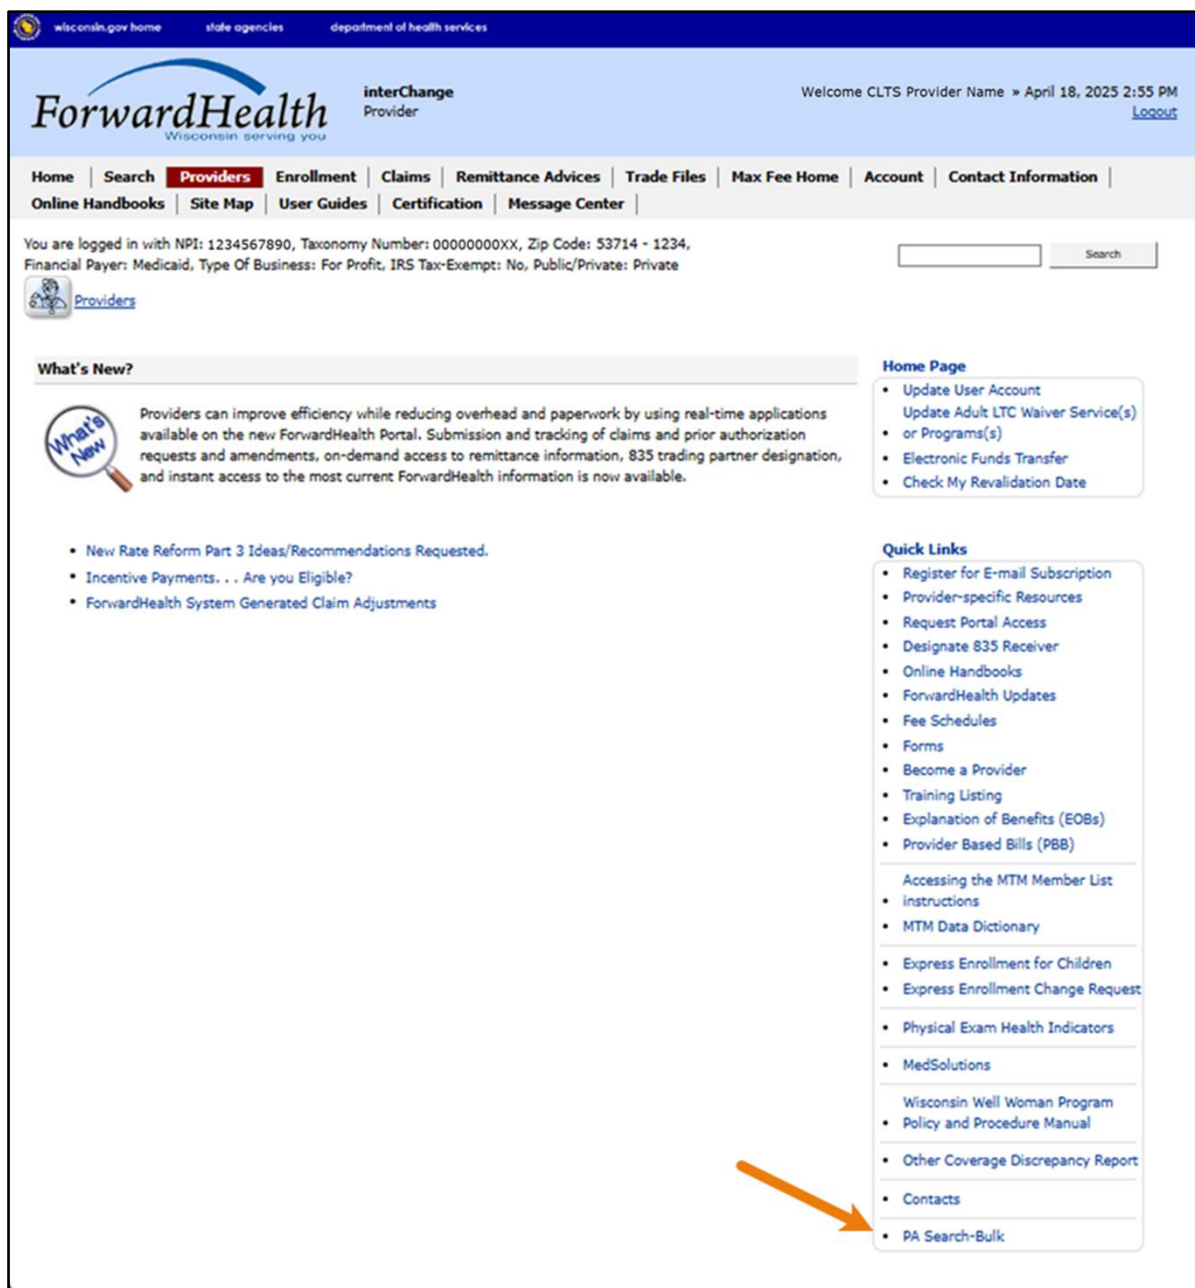 wisconsin.gov home state agencies department of health services
ForwardHealth
Wisconsin serving you
interChange
Provider
Welcome CLTS Provider Name » April 18, 2025 2:55 PM
Logout
Home | Search | Providers | Enrollment | Claims | Remittance Advices | Trade Files | Max Fee Home | Account | Contact Information |
Online Handbooks | Site Map | User Guides | Certification | Message Center |
You are logged in with NPI: 1234567890, Taxonomy Number: 00000000XX, Zip Code: 53714 - 1234,
Financial Payer: Medicaid, Type Of Business: For Profit, IRS Tax-Exempt: No, Public/Private: Private
Search
Providers
What's New?
What's
New
Providers can improve efficiency while reducing overhead and paperwork by using real-time applications
available on the new ForwardHealth Portal. Submission and tracking of claims and prior authorization
requests and amendments, on-demand access to remittance information, 835 trading partner designation,
and instant access to the most current ForwardHealth information is now available.
• New Rate Reform Part 3 Ideas/Recommendations Requested.
• Incentive Payments. . . Are you Eligible?
• ForwardHealth System Generated Claim Adjustments
Home Page
• Update User Account
Update Adult LTC Waiver Service(s)
• or Programs(s)
• Electronic Funds Transfer
• Check My Revalidation Date
Quick Links
• Register for E-mail Subscription
• Provider-specific Resources
• Request Portal Access
• Designate 835 Receiver
• Online Handbooks
• ForwardHealth Updates
• Fee Schedules
• Forms
• Become a Provider
• Training Listing
• Explanation of Benefits (EOBs)
• Provider Based Bills (PBB)
Accessing the MTM Member List
• instructions
• MTM Data Dictionary
• Express Enrollment for Children
• Express Enrollment Change Request
• Physical Exam Health Indicators
• MedSolutions
Wisconsin Well Woman Program
• Policy and Procedure Manual
• Other Coverage Discrepancy Report
• Contacts
• PA Search-Bulk